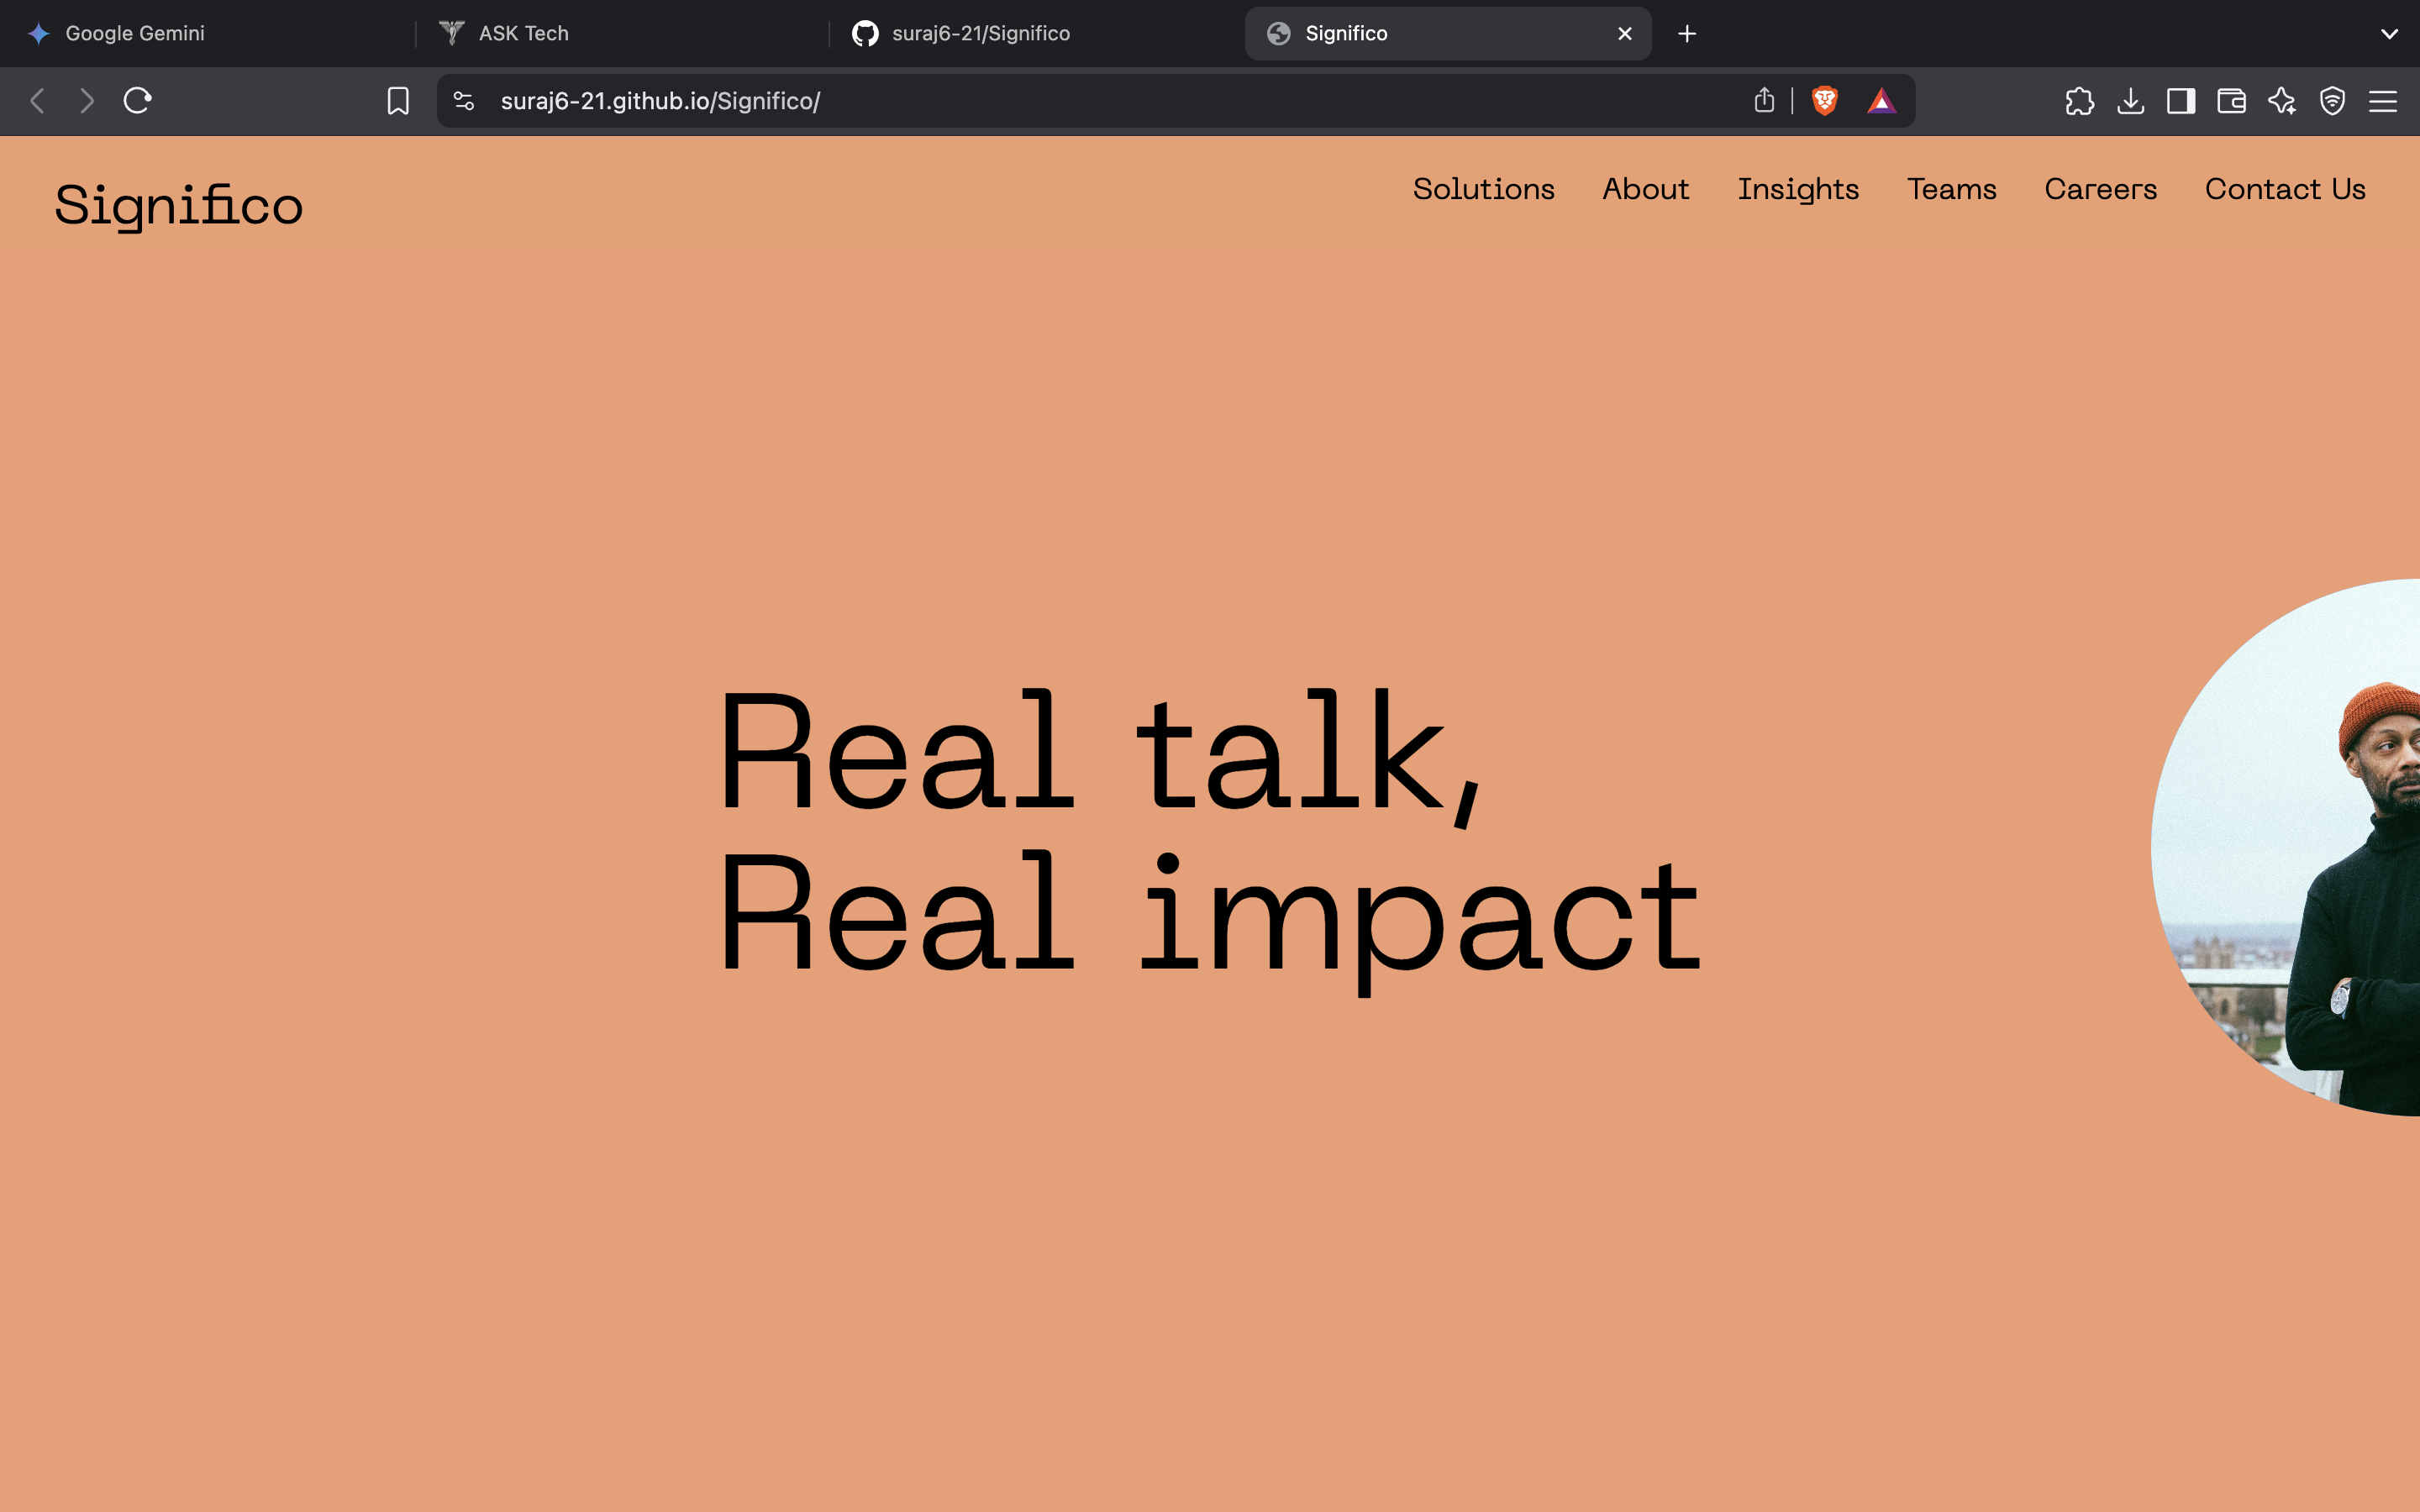 Google Gemini
ASK Tech
suraj6-21/Significo
Significo
suraj6-21.github.io/Significo/
Significo
Solutions About Insights Teams Careers Contact Us
Real talk,
Real impact